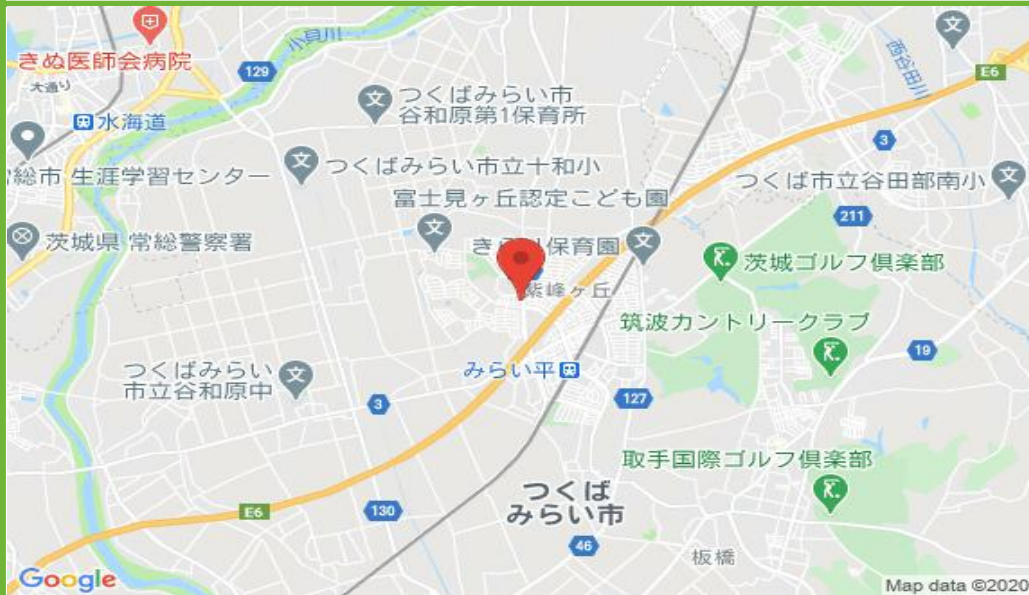 小貝川
西谷田川
きぬ医師会病院
大通り
129
E6
つくばみらい市
谷和原第1保育所
水海道
3
常総市 生涯学習センター
つくばみらい市立十和小
つくば市立谷田部南小
富士見ヶ丘認定こども園
211
茨城県 常総警察署
保育園
茨城ゴルフ倶楽部
紫峰ヶ丘
筑波カントリークラブ
19
つくばみらい
市立谷和原中
みらい平
3
127
取手国際ゴルフ倶楽部
つくば
みらい市
E6
130
46
板橋
Google
Map data ©2020